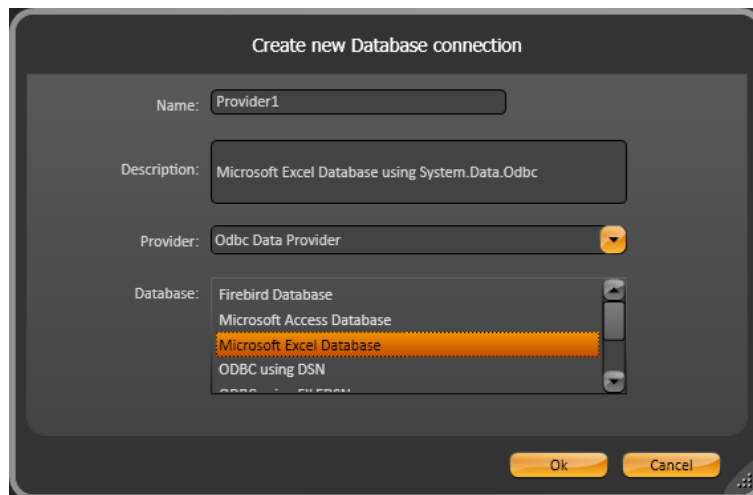 Create new Database connection
Name: Provider1
Description: Microsoft Excel Database using System.Data.Odbc
Provider: Odbc Data Provider
Database: Firebird Database
Microsoft Access Database
Microsoft Excel Database
ODBC using DSN
Ok Cancel